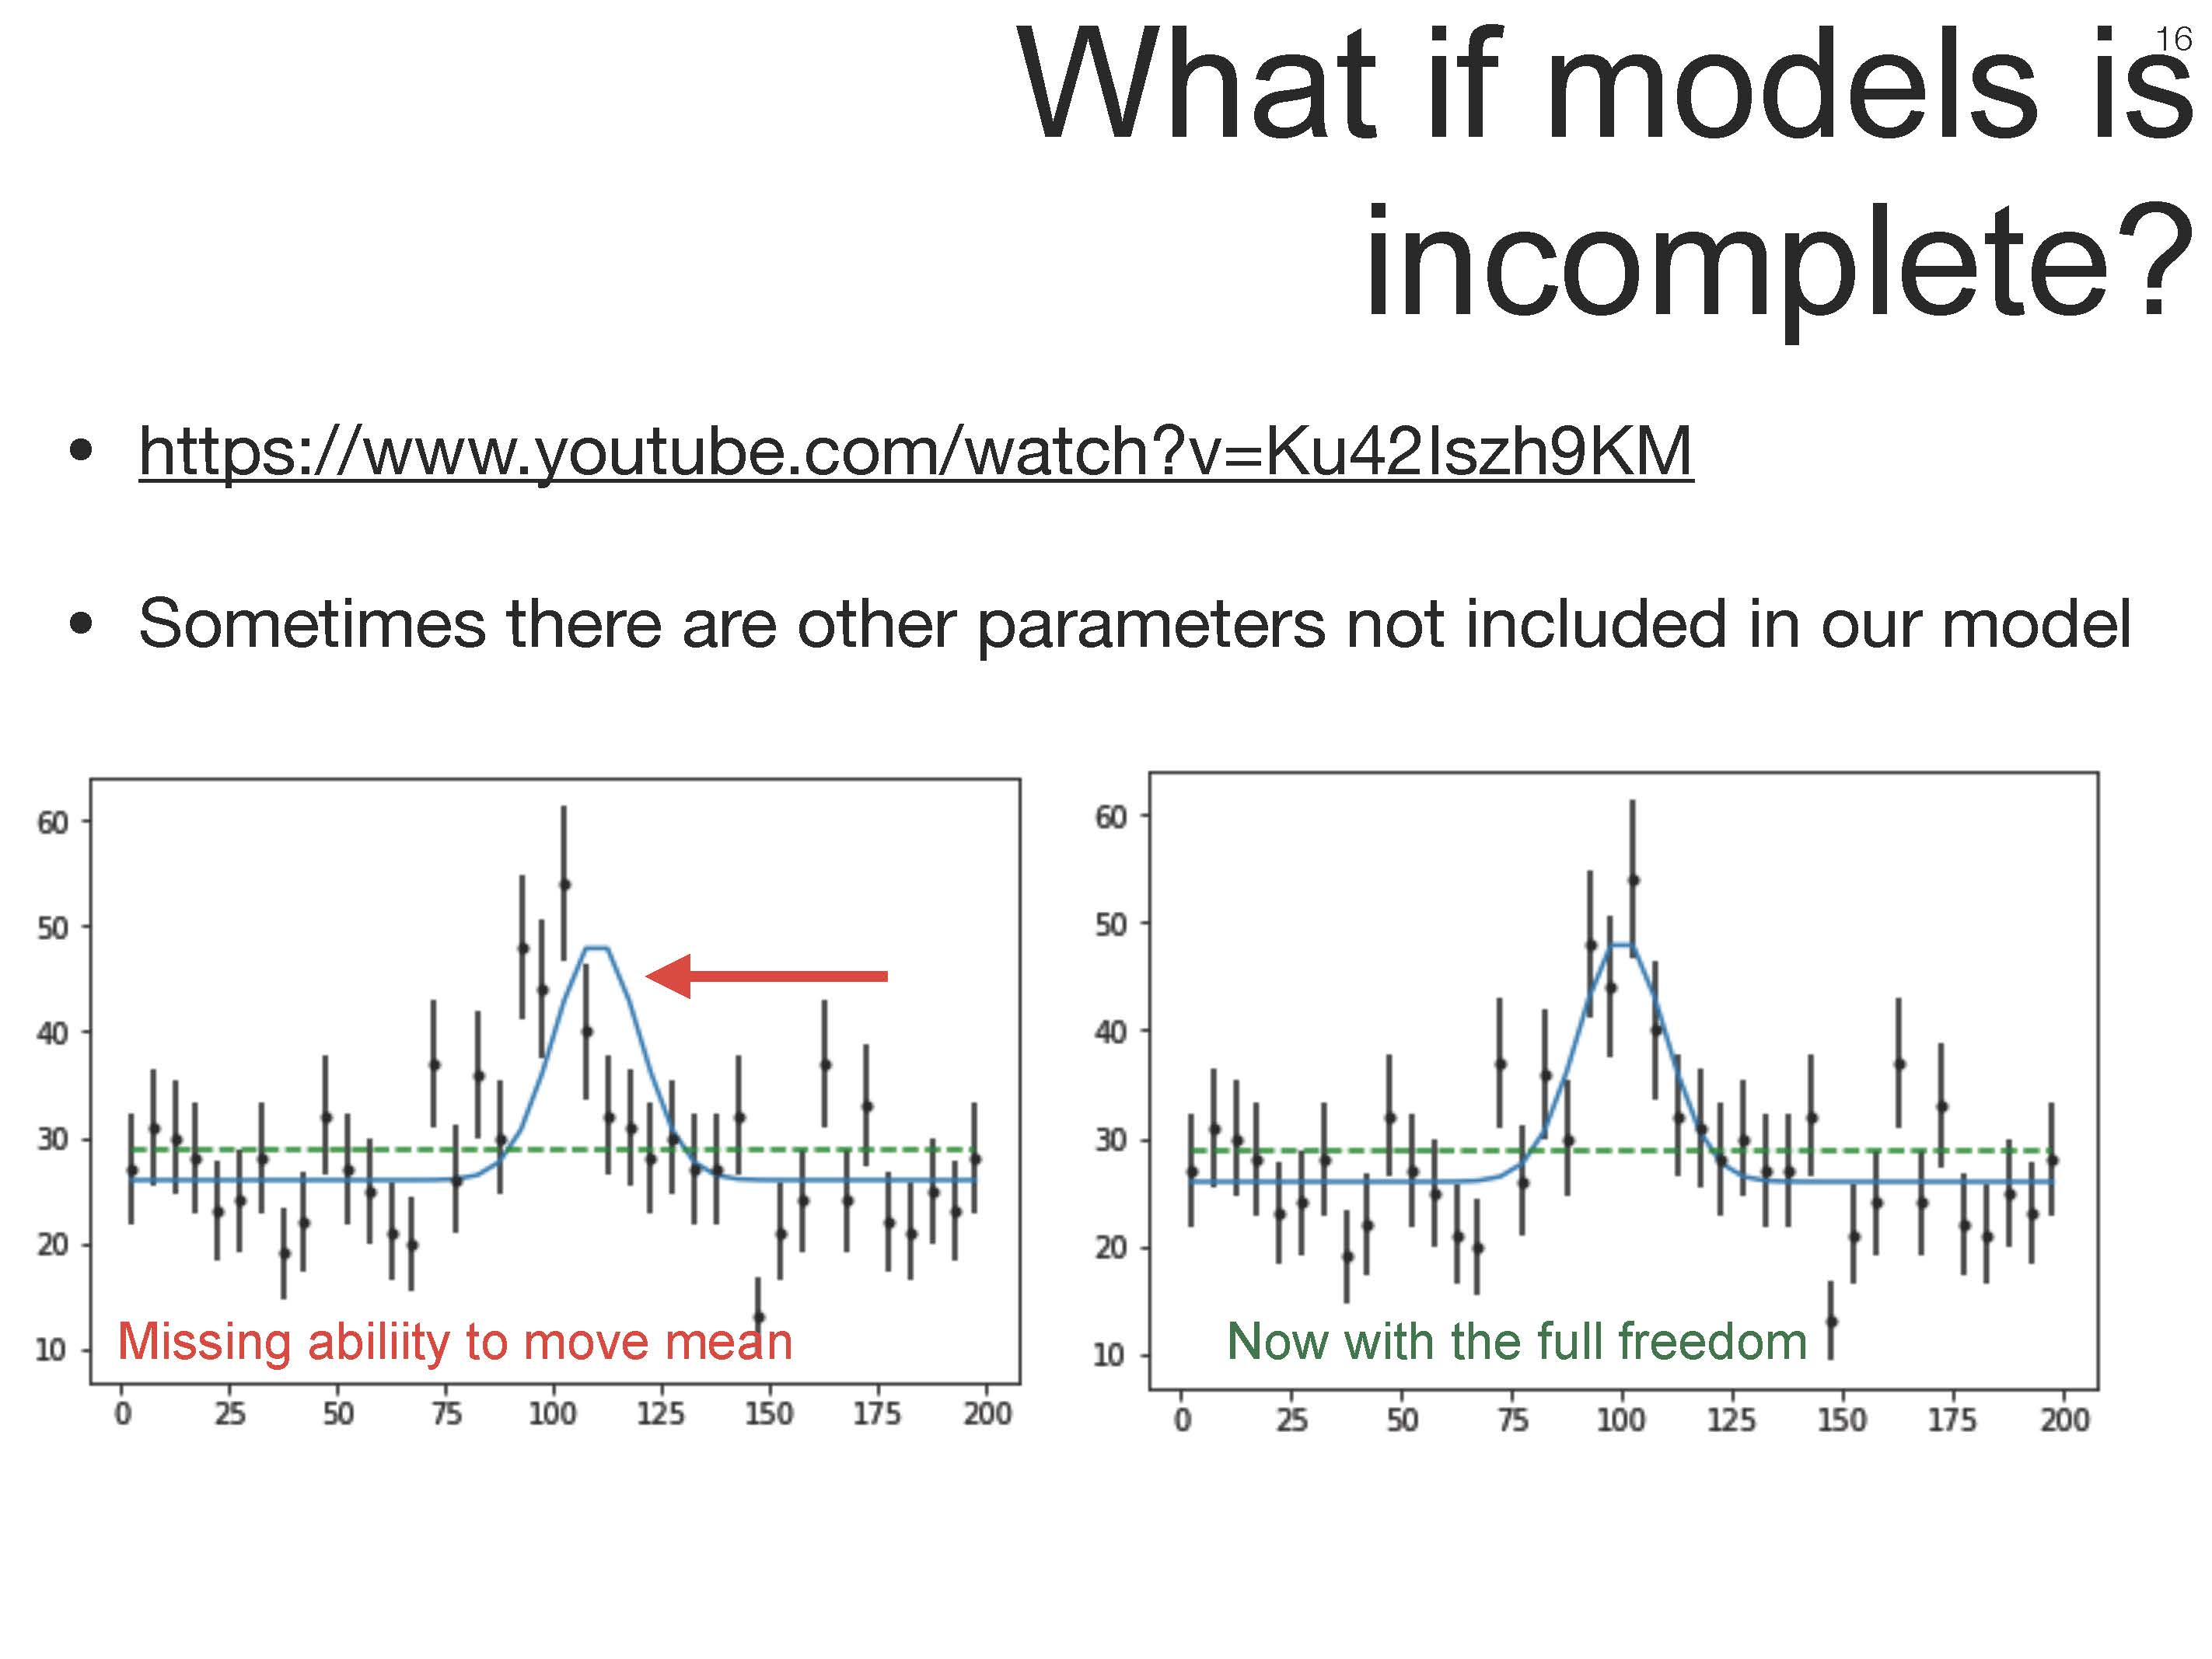 16
What if models is
incomplete?
• https://www.youtube.com/watch?v=Ku42Iszh9KM
• Sometimes there are other parameters not included in our model
60
50
40
30
20
10
0 25 50 75 100 125 150 175 200
Missing abiliity to move mean
60
50
40
30
20
10
0 25 50 75 100 125 150 175 200
Now with the full freedom